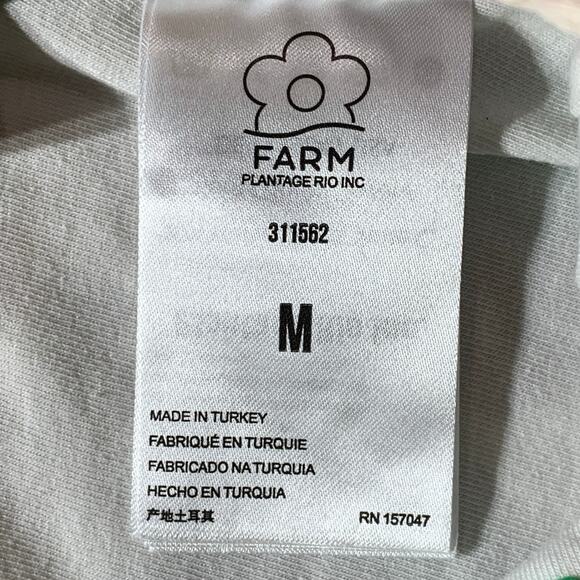 FARM
PLANTAGE RIO INC
311562
M
MADE IN TURKEY
FABRIQUÉ EN TURQUIE
FABRICADO NA TURQUIA
HECHO EN TURQUIA
产地土耳其
RN 157047